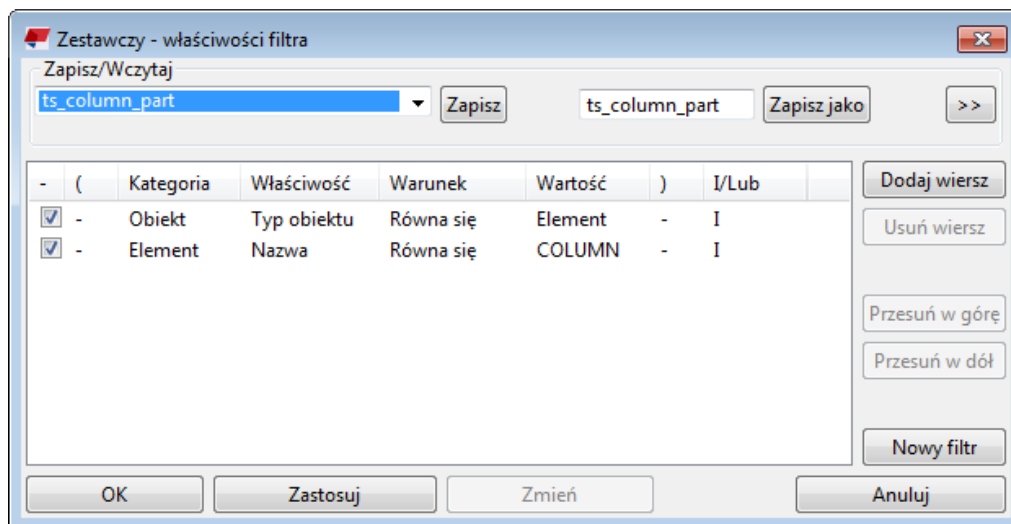 Zestawczy - właściwości filtra
Zapisz/Wczytaj
ts_column_part Zapisz ts_column_part Zapisz jako >>
- ( Kategoria Właściwość Warunek Wartość ) I/Lub
- Obiekt Typ obiektu Równa się Element - I
- Element Nazwa Równa się COLUMN - I
Dodaj wiersz
Usuń wiersz
Przesuń w górę
Przesuń w dół
Nowy filtr
OK Zastosuj Zmień Anuluj